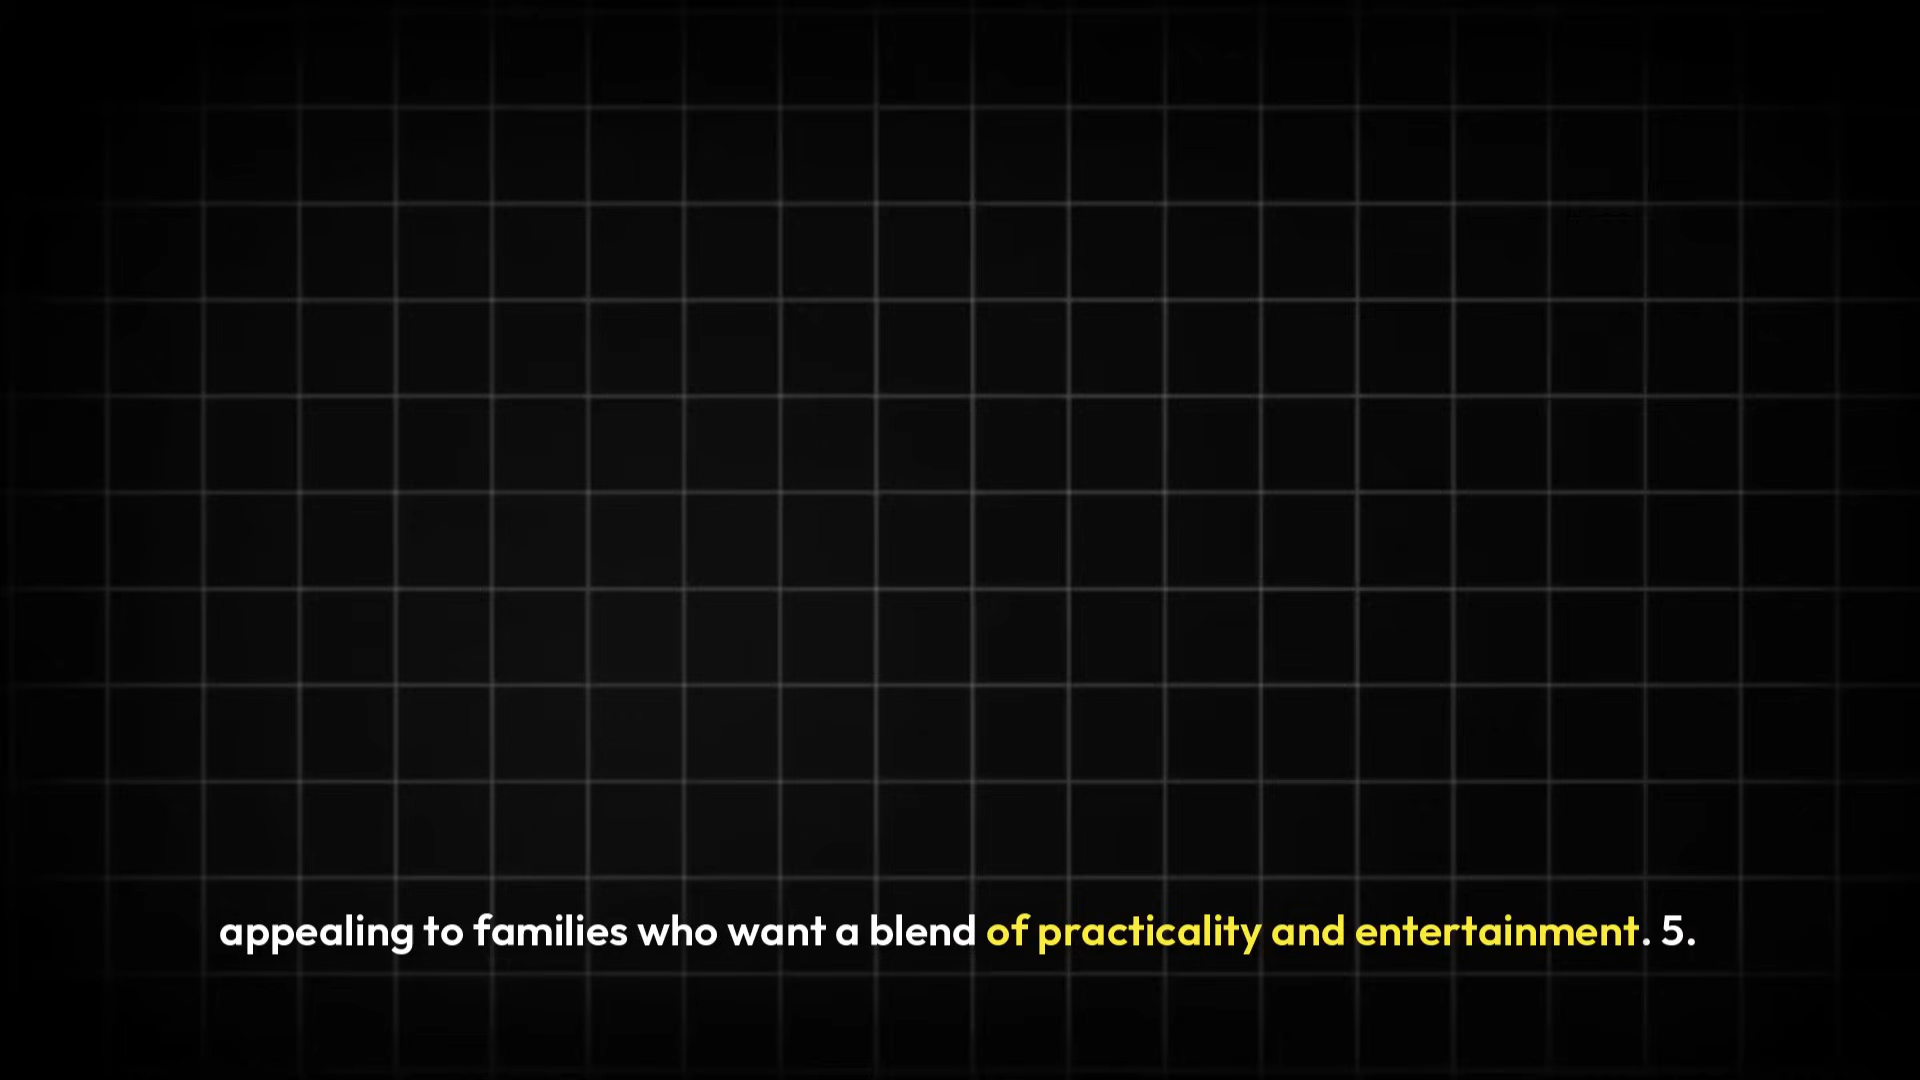 appealing to families who want a blend of practicality and entertainment. 5.